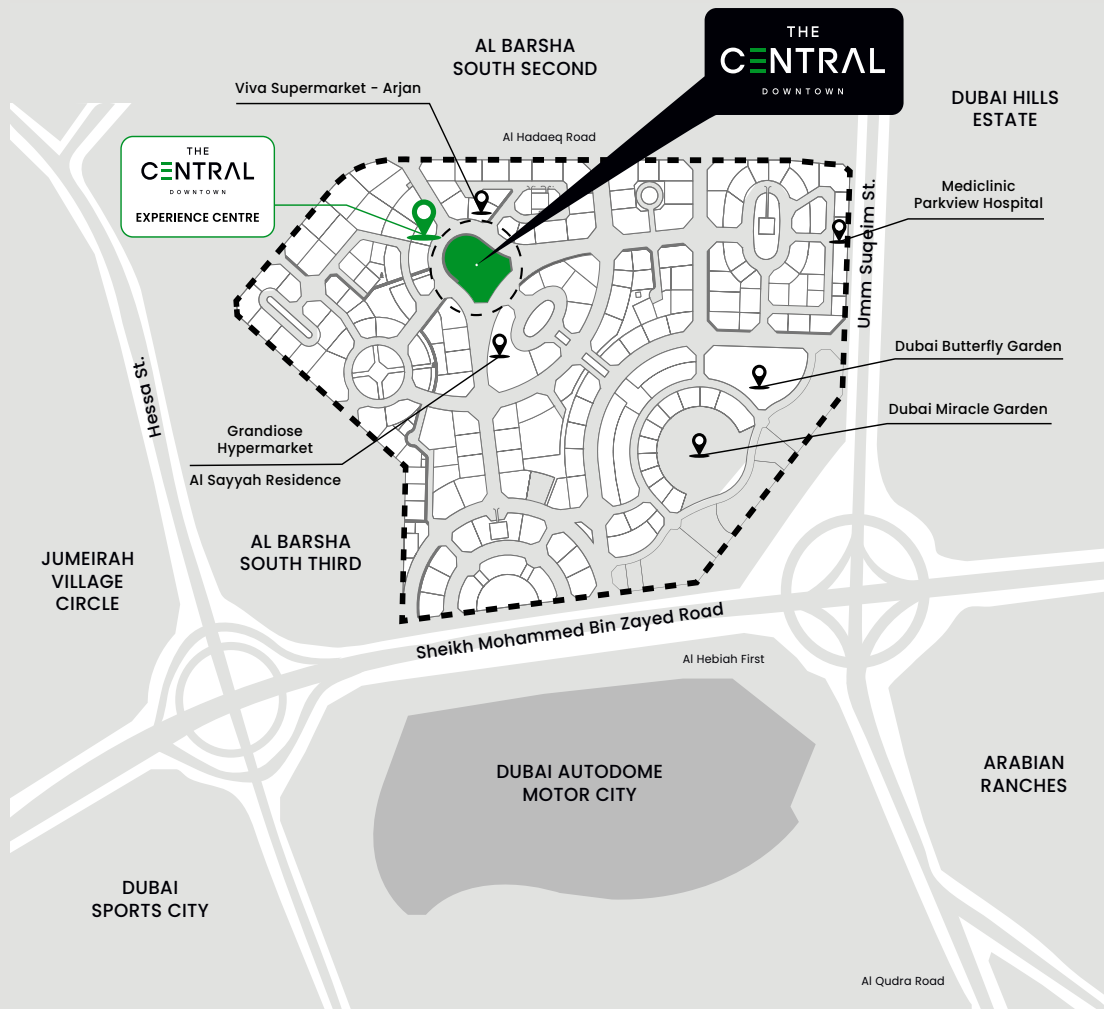 THE
CENTRAL
DOWNTOWN
AL BARSHA
SOUTH SECOND
DUBAI HILLS
ESTATE
Viva Supermarket - Arjan
Al Hadaeq Road
THE
CENTRAL
DOWNTOWN
EXPERIENCE CENTRE
Mediclinic
Parkview Hospital
Umm Suqeim St.
Dubai Butterfly Garden
Dubai Miracle Garden
Hessa St.
Grandiose
Hypermarket
Al Sayyah Residence
AL BARSHA
SOUTH THIRD
JUMEIRAH
VILLAGE
CIRCLE
Sheikh Mohammed Bin Zayed Road
Al Hebiah First
DUBAI AUTODOME
MOTOR CITY
ARABIAN
RANCHES
DUBAI
SPORTS CITY
Al Qudra Road